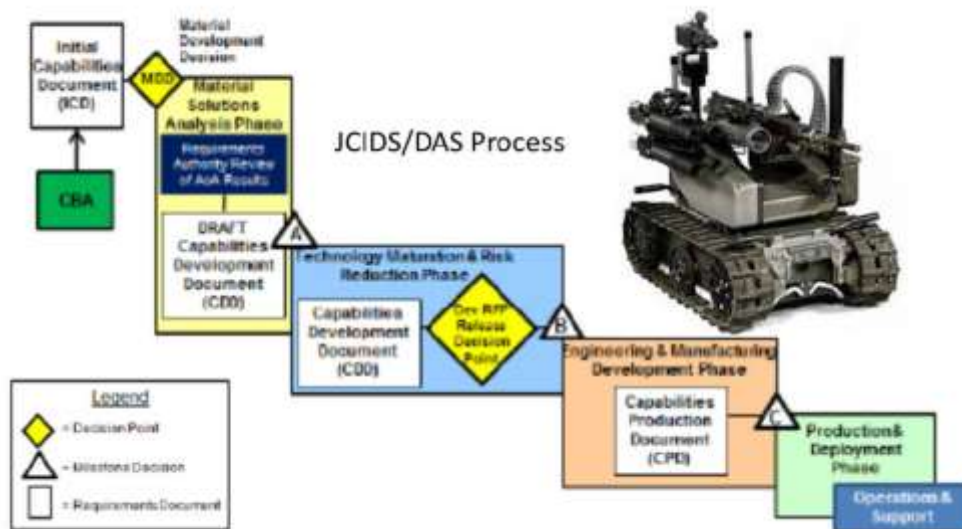 Initial
Capabilities
Document
(ICD)
MDD
Material
Development
Decision
Material
Solutions
Analysis Phase
Requirements
Authority Review
of AoA Results
CBA
JCIDS/DAS Process
DRAFT
Capabilities
Development
Document
(CDD)
A
Technology Maturation & Risk
Reduction Phase
Capabilities
Development
Document
(CDD)
Dev RFP
Release
Decision
Point
B
Engineering & Manufacturing
Development Phase
Capabilities
Production
Document
(CPD)
C
Production &
Deployment
Phase
Operations &
Support
Legend
= Decision Point
= Milestone Decision
= Requirements Document